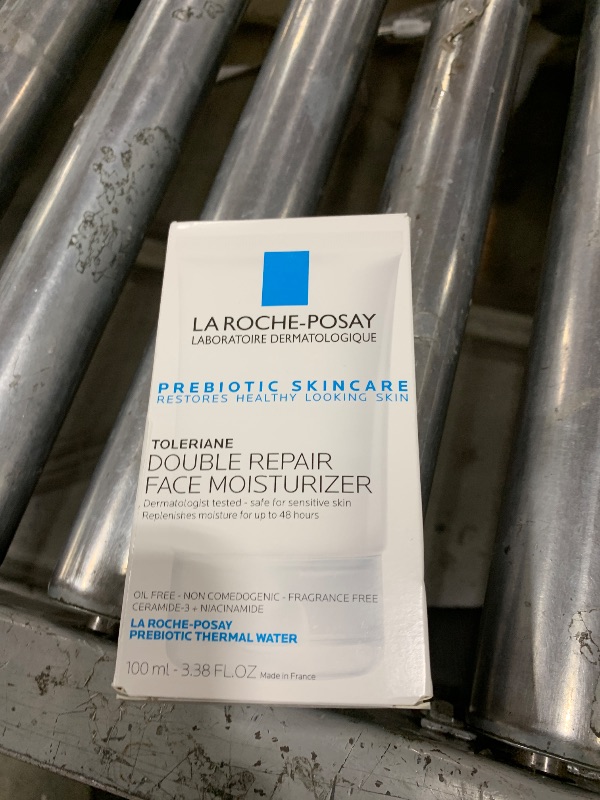 LA ROCHE-POSAY
LABORATOIRE DERMATOLOGIQUE
PREBIOTIC SKINCARE
RESTORES HEALTHY LOOKING SKIN
TOLERIANE
DOUBLE REPAIR
FACE MOISTURIZER
Dermatologist tested - safe for sensitive skin
Replenishes moisture for up to 48 hours
OIL FREE - NON COMEDOGENIC - FRAGRANCE FREE
CERAMIDE-3 + NIACINAMIDE
LA ROCHE-POSAY
PREBIOTIC THERMAL WATER
100 ml - 3.38 FL.OZ Made in France